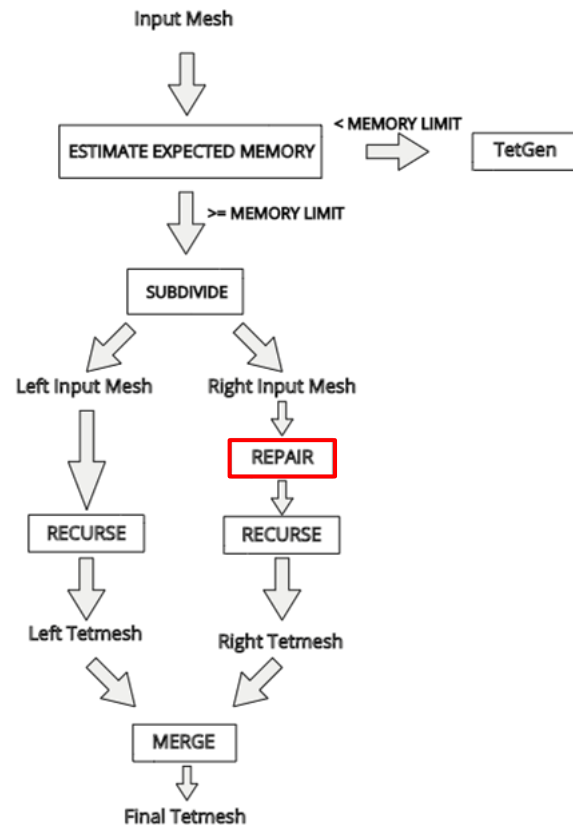 Input Mesh
< MEMORY LIMIT
ESTIMATE EXPECTED MEMORY
TetGen
>= MEMORY LIMIT
SUBDIVIDE
Left Input Mesh
Right Input Mesh
REPAIR
RECURSE
RECURSE
Left Tetmesh
Right Tetmesh
MERGE
Final Tetmesh